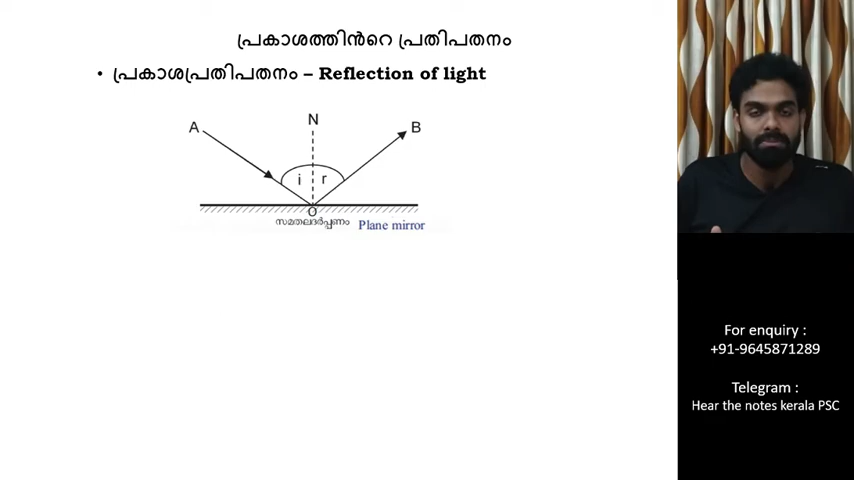 പ്രകാശത്തിൻറെ പ്രതിപതനം
• പ്രകാശപ്രതിപതനം – Reflection of light
N
A
B
i
r
O
സമതലദർപ്പണം Plane mirror
For enquiry :
+91-9645871289
Telegram :
Hear the notes kerala PSC